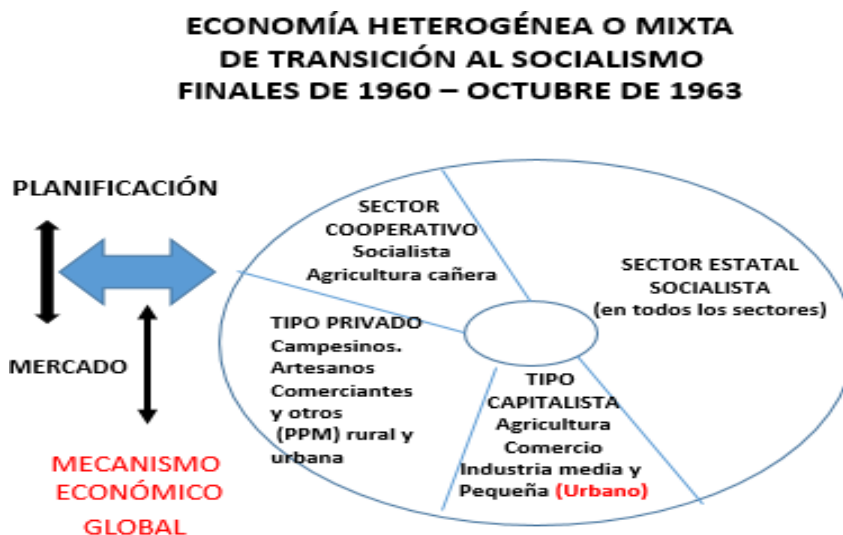 ECONOMÍA HETEROGÉNEA O MIXTA
DE TRANSICIÓN AL SOCIALISMO
FINALES DE 1960 – OCTUBRE DE 1963
PLANIFICACIÓN
MERCADO
MECANISMO
ECONÓMICO
GLOBAL
SECTOR
COOPERATIVO
Socialista
Agricultura cañera
SECTOR ESTATAL
SOCIALISTA
(en todos los sectores)
TIPO PRIVADO
Campesinos.
Artesanos
Comerciantes
y otros
(PPM) rural y
urbana
TIPO
CAPITALISTA
Agricultura
Comercio
Industria media y
Pequeña (Urbano)